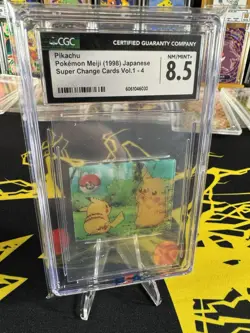 CGC
CERTIFIED GUARANTY COMPANY
Pikachu
Pokémon Meiji (1998) Japanese
Super Change Cards Vol.1 - 4
NM/MINT+
8.5